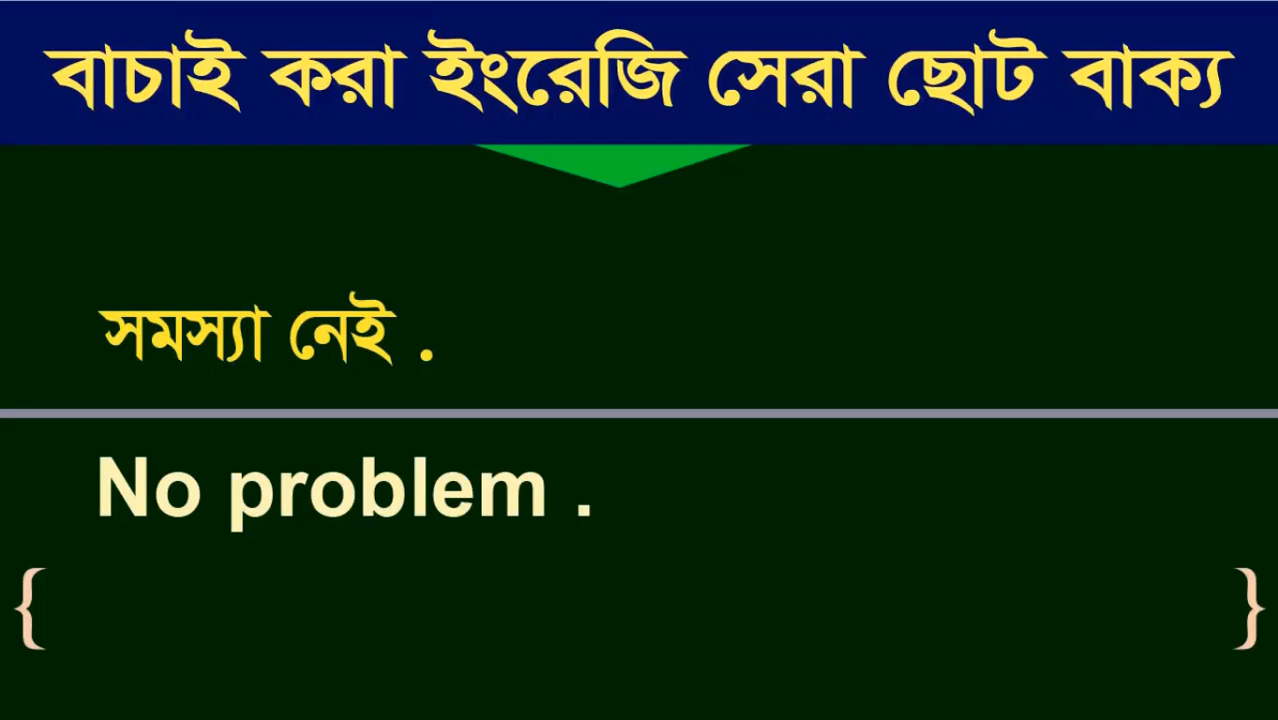 বাচাই করা ইংরেজি সেরা ছোট বাক্য
সমস্যা নেই .
No problem .
{ }